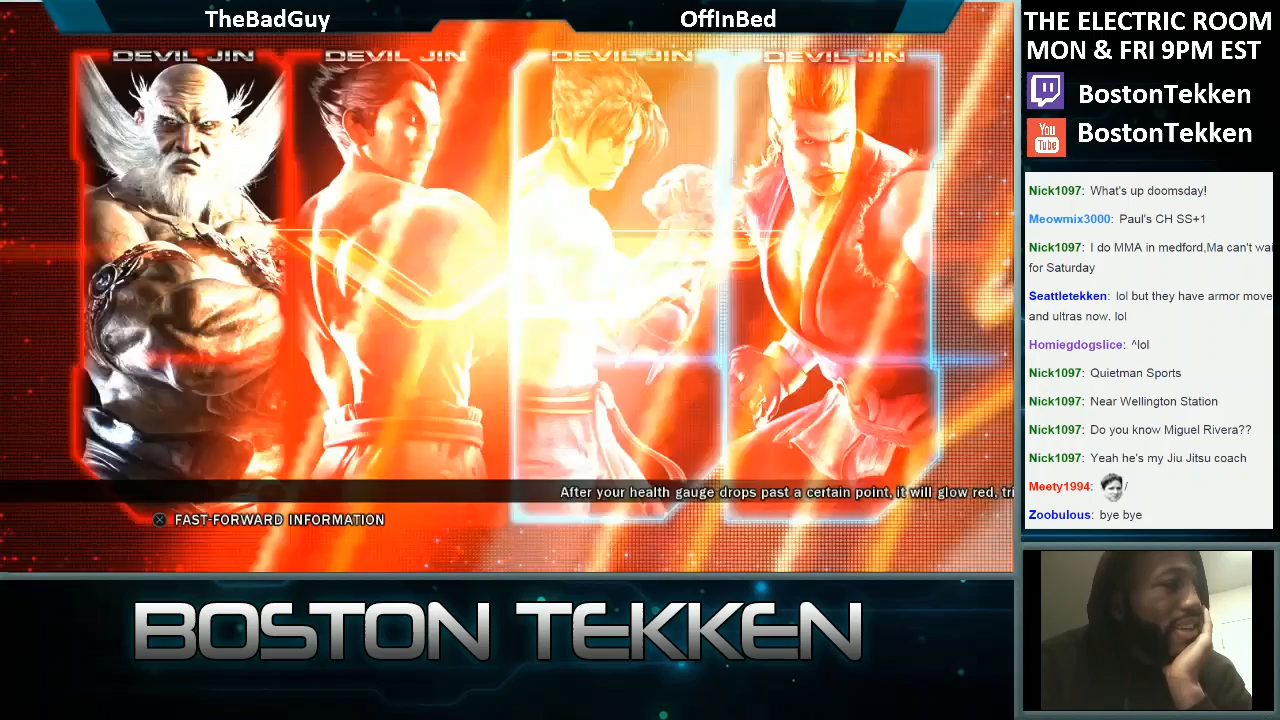 TheBadGuy
OffInBed
DEVIL JIN
DEVIL JIN
DEVIL JIN
DEVIL JIN
After your health gauge drops past a certain point, it will glow red, tri
FAST-FORWARD INFORMATION
BOSTON TEKKEN
THE ELECTRIC ROOM
MON & FRI 9PM EST
BostonTekken
You Tube BostonTekken
Nick1097: What's up doomsday!
Meowmix3000: Paul's CH SS+1
Nick1097: I do MMA in medford,Ma can't wai
for Saturday
Seattletekken: lol but they have armor move
and ultras now. lol
Homiegdogslice: ^lol
Nick1097: Quietman Sports
Nick1097: Near Wellington Station
Nick1097: Do you know Miguel Rivera??
Nick1097: Yeah he's my Jiu Jitsu coach
Meety1994: /
Zoobulous: bye bye